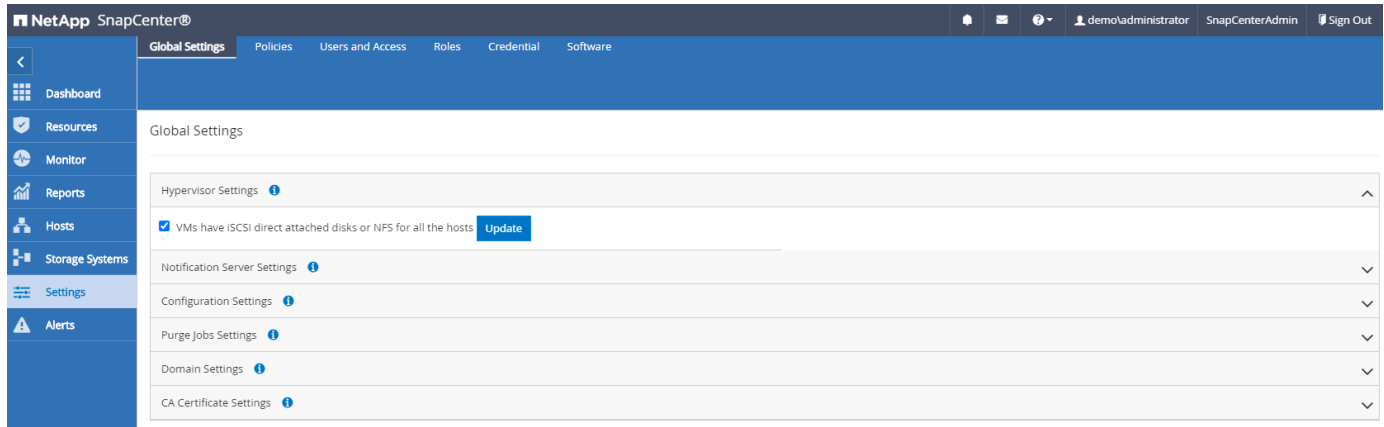 NetApp SnapCenter® demo\administrator SnapCenterAdmin Sign Out
Global Settings Policies Users and Access Roles Credential Software
Dashboard
Resources
Monitor
Reports
Hosts
Storage Systems
Settings
Alerts
Global Settings
Hypervisor Settings
VMs have iSCSI direct attached disks or NFS for all the hosts Update
Notification Server Settings
Configuration Settings
Purge Jobs Settings
Domain Settings
CA Certificate Settings